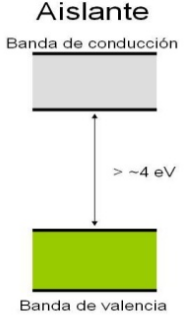 Aislante
Banda de conducción
> ~4 eV
Banda de valencia